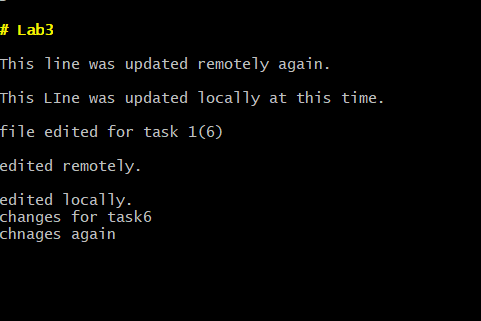 # Lab3
This line was updated remotely again.
This LIne was updated locally at this time.
file edited for task 1(6)
edited remotely.
edited locally.
changes for task6
chnages again